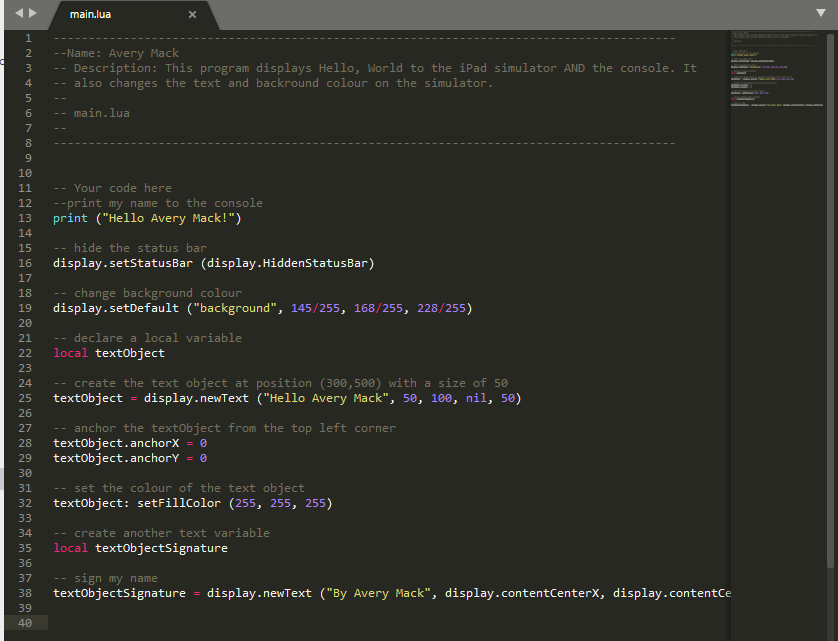 main.lua
1 --------------------------------------------------------------------------------
2 --Name: Avery Mack
3 -- Description: This program displays Hello, World to the iPad simulator AND the console. It
4 -- also changes the text and backround colour on the simulator.
5 --
6 -- main.lua
7 --
8 --------------------------------------------------------------------------------
9
10
11 -- Your code here
12 --print my name to the console
13 print ("Hello Avery Mack!")
14
15 -- hide the status bar
16 display.setStatusBar (display.HiddenStatusBar)
17
18 -- change background colour
19 display.setDefault ("background", 145/255, 168/255, 228/255)
20
21 -- declare a local variable
22 local textObject
23
24 -- create the text object at position (300,500) with a size of 50
25 textObject = display.newText ("Hello Avery Mack", 50, 100, nil, 50)
26
27 -- anchor the textObject from the top left corner
28 textObject.anchorX = 0
29 textObject.anchorY = 0
30
31 -- set the colour of the text object
32 textObject: setFillColor (255, 255, 255)
33
34 -- create another text variable
35 local textObjectSignature
36
37 -- sign my name
38 textObjectSignature = display.newText ("By Avery Mack", display.contentCenterX, display.contentCe
39
40